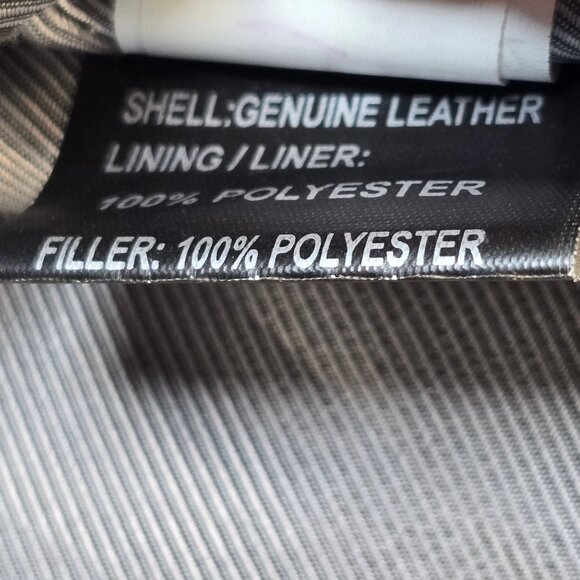 SHELL:GENUINE LEATHER
LINING / LINER:
100% POLYESTER
FILLER: 100% POLYESTER